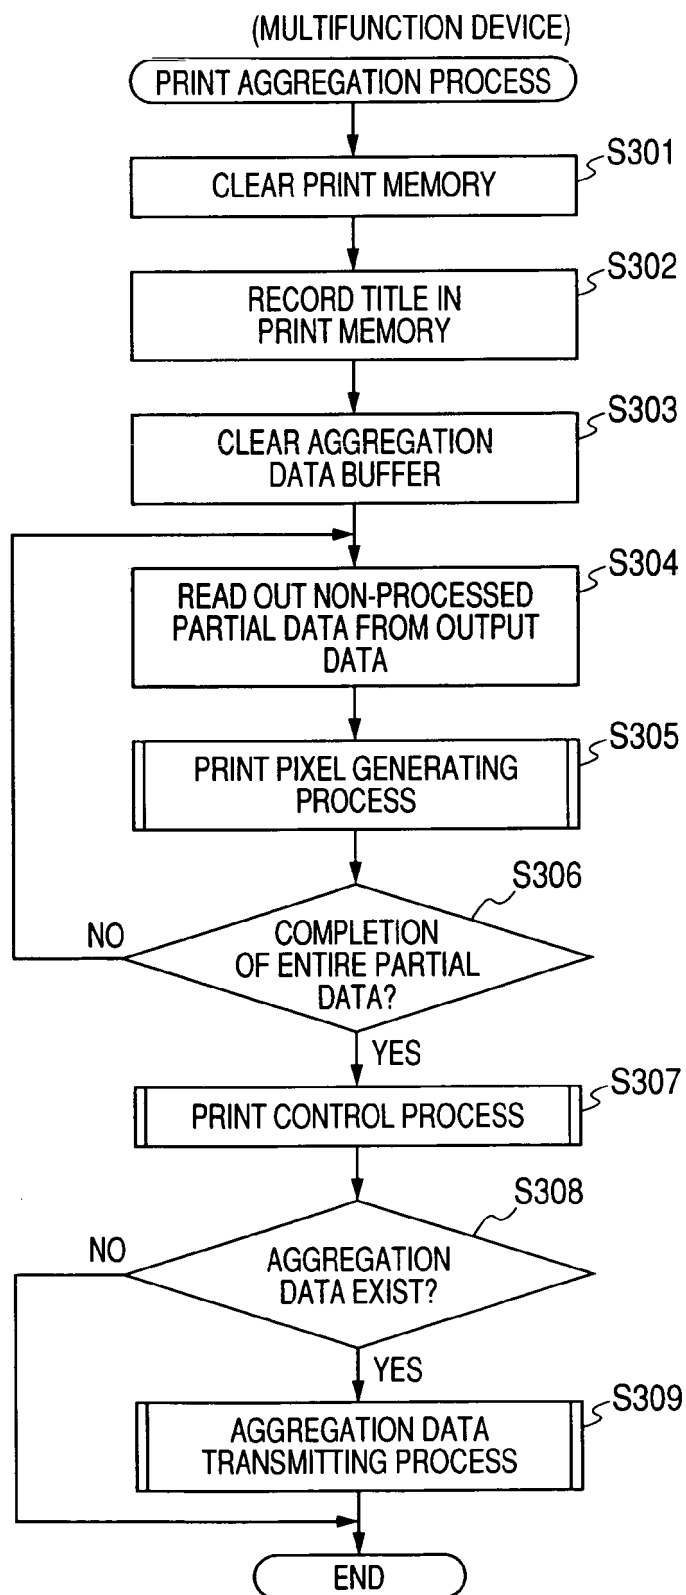 (MULTIFUNCTION DEVICE)
PRINT AGGREGATION PROCESS
S301
CLEAR PRINT MEMORY
S302
RECORD TITLE IN
PRINT MEMORY
S303
CLEAR AGGREGATION
DATA BUFFER
S304
READ OUT NON-PROCESSED
PARTIAL DATA FROM OUTPUT
DATA
S305
PRINT PIXEL GENERATING
PROCESS
S306
NO
COMPLETION
OF ENTIRE PARTIAL
DATA?
YES
S307
PRINT CONTROL PROCESS
S308
NO
AGGREGATION
DATA EXIST?
YES
S309
AGGREGATION DATA
TRANSMITTING PROCESS
END